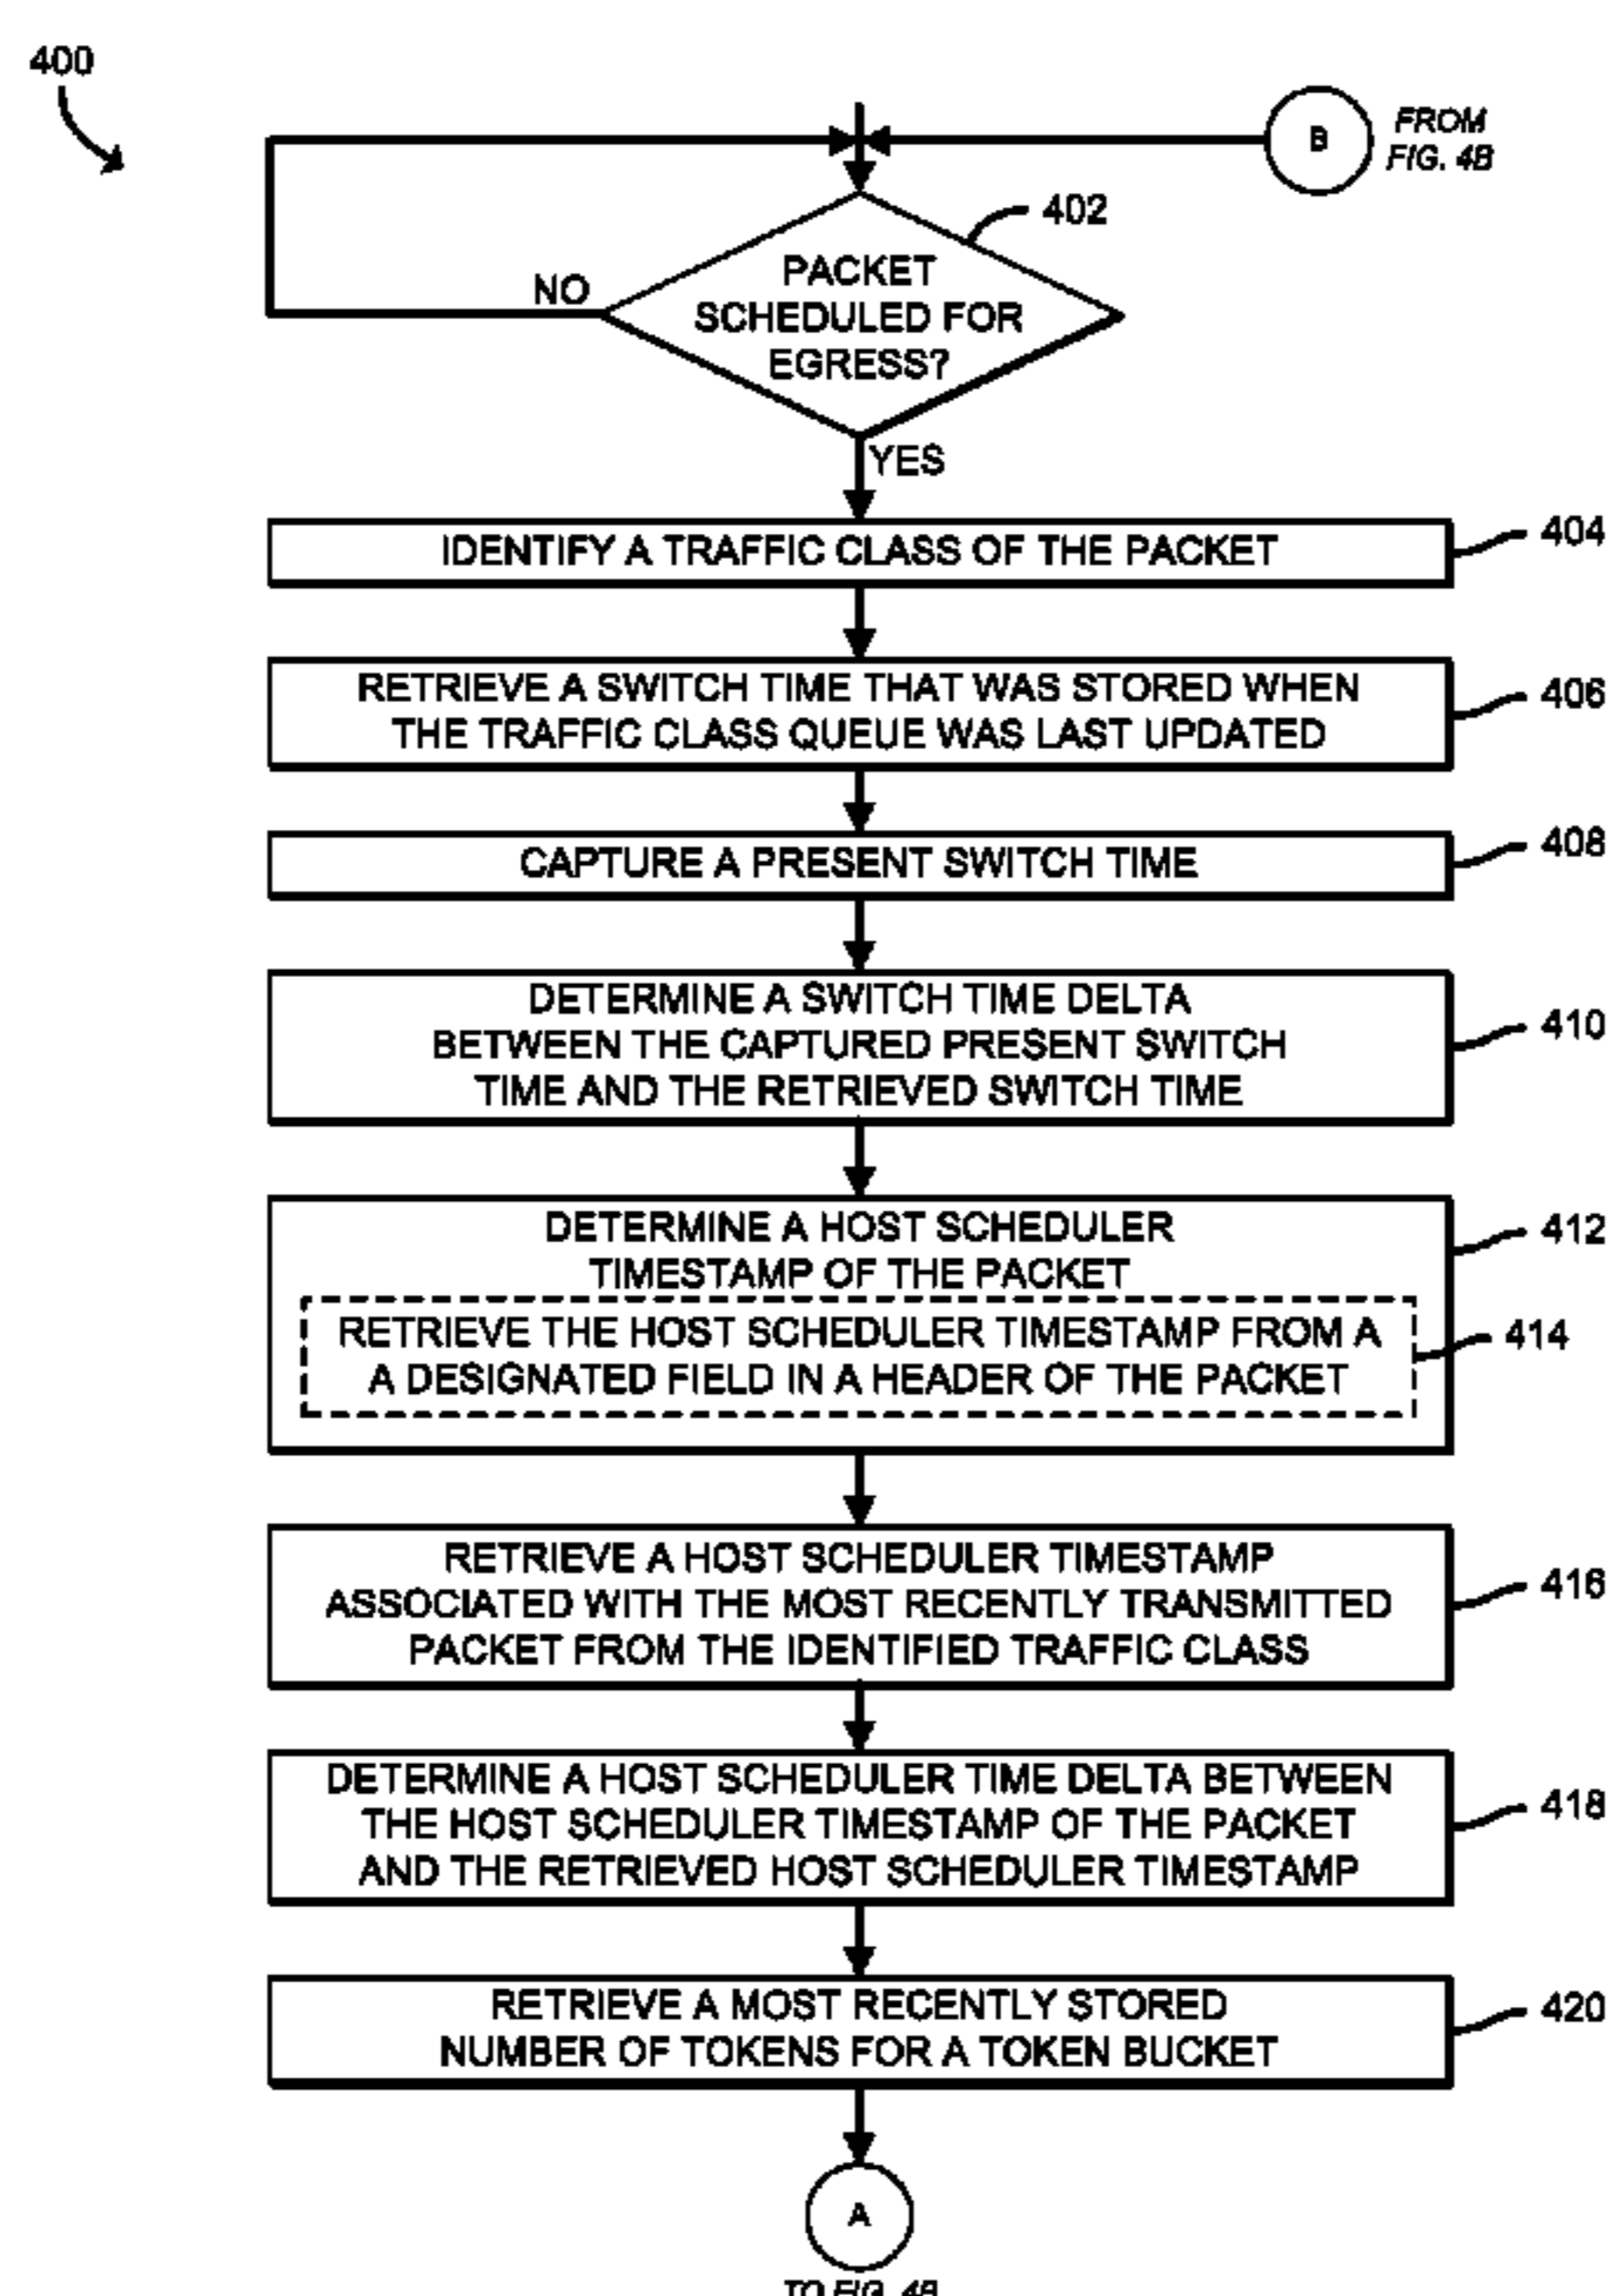 400
B
FROM
FIG. 4B
402
PACKET
SCHEDULED FOR
EGRESS?
NO
YES
IDENTIFY A TRAFFIC CLASS OF THE PACKET
404
RETRIEVE A SWITCH TIME THAT WAS STORED WHEN
THE TRAFFIC CLASS QUEUE WAS LAST UPDATED
406
CAPTURE A PRESENT SWITCH TIME
408
DETERMINE A SWITCH TIME DELTA
BETWEEN THE CAPTURED PRESENT SWITCH
TIME AND THE RETRIEVED SWITCH TIME
410
DETERMINE A HOST SCHEDULER
TIMESTAMP OF THE PACKET
412
RETRIEVE THE HOST SCHEDULER TIMESTAMP FROM A
A DESIGNATED FIELD IN A HEADER OF THE PACKET
414
RETRIEVE A HOST SCHEDULER TIMESTAMP
ASSOCIATED WITH THE MOST RECENTLY TRANSMITTED
PACKET FROM THE IDENTIFIED TRAFFIC CLASS
416
DETERMINE A HOST SCHEDULER TIME DELTA BETWEEN
THE HOST SCHEDULER TIMESTAMP OF THE PACKET
AND THE RETRIEVED HOST SCHEDULER TIMESTAMP
418
RETRIEVE A MOST RECENTLY STORED
NUMBER OF TOKENS FOR A TOKEN BUCKET
420
A
TO FIG. 4B